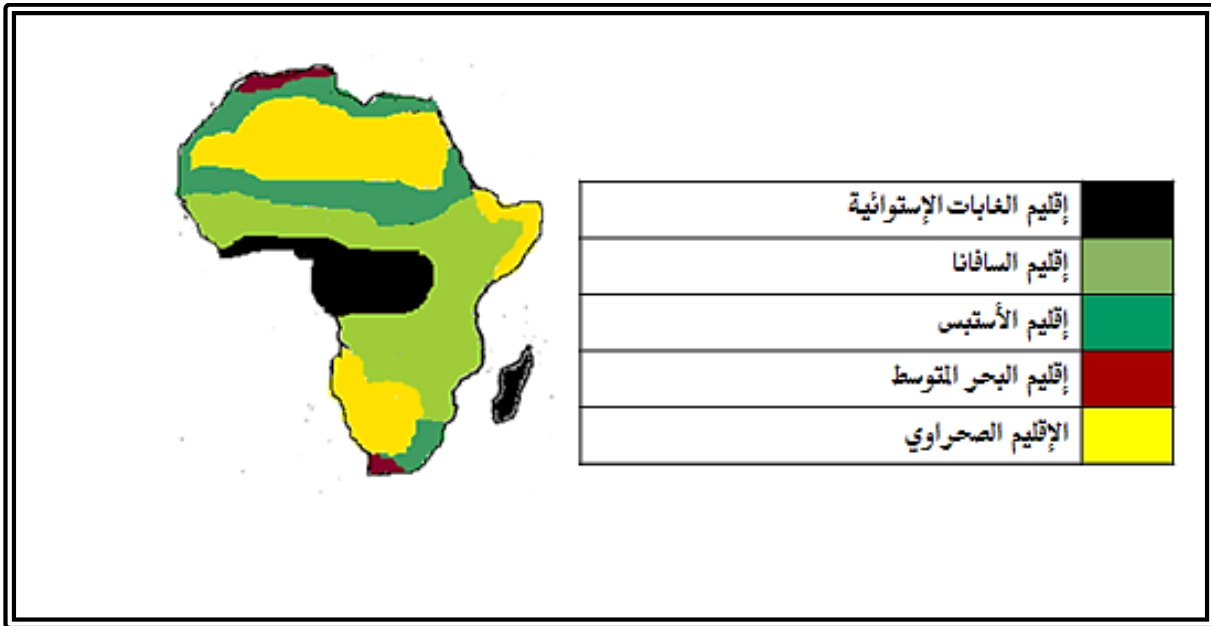 إقليم الغابات الإستوائية
إقليم السافانا
إقليم الأستبس
إقليم البحر المتوسط
الإقليم الصحراوي